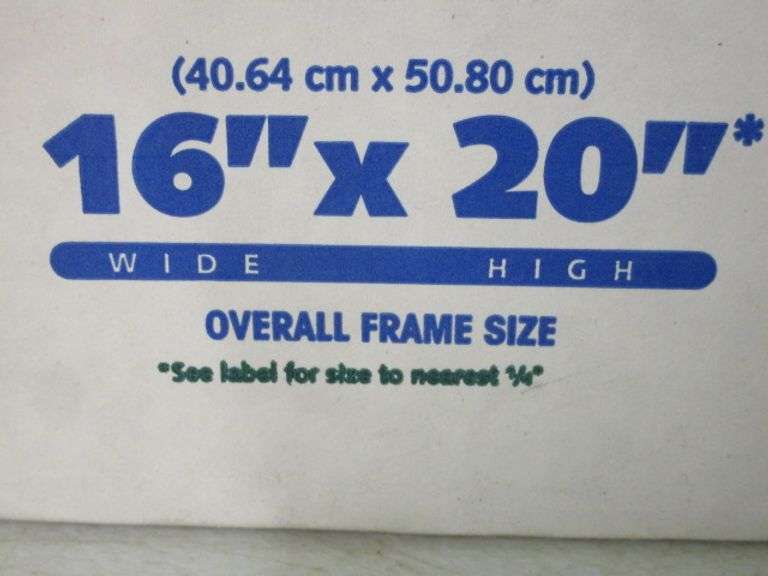 (40.64 cm x 50.80 cm)
16" x 20"*
WIDE HIGH
OVERALL FRAME SIZE
*See label for size to nearest 1/4"